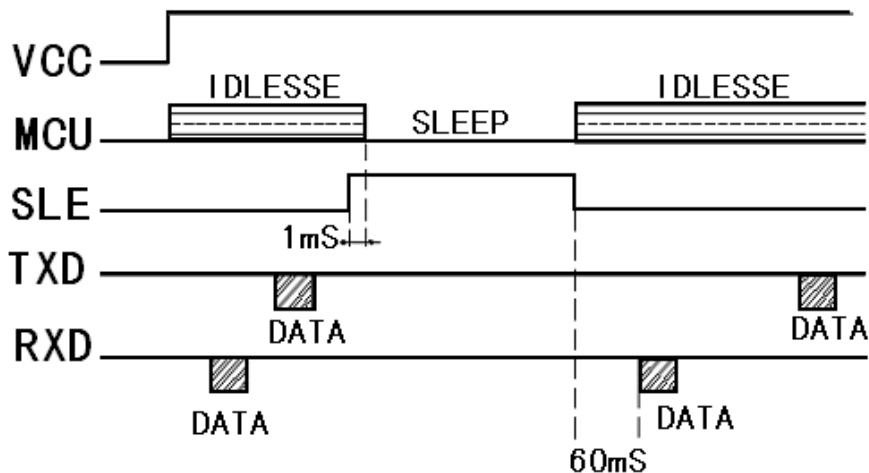 VCC
IDLESSE IDLESSE
MCU SLEEP
SLE
1mS
TXD
DATA DATA
RXD
DATA DATA
60mS